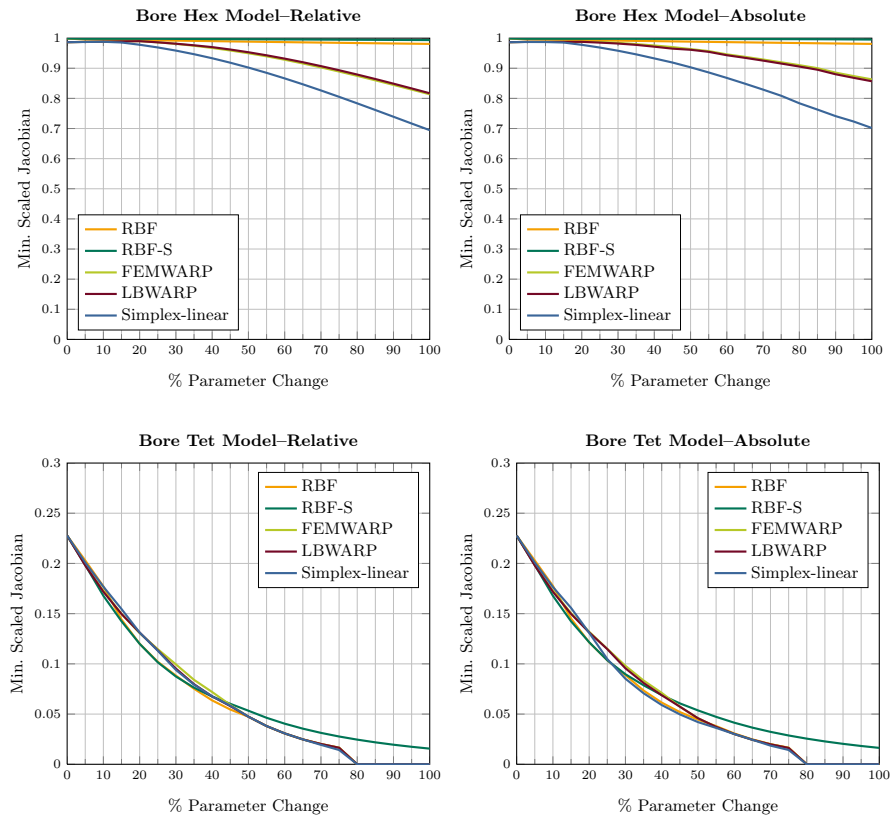 Bore Hex Model–Relative
Min. Scaled Jacobian
1
0.9
0.8
0.7
0.6
0.5
0.4
0.3
0.2
0.1
0
RBF
RBF-S
FEMWARP
LBWARP
Simplex-linear
0 10 20 30 40 50 60 70 80 90 100
% Parameter Change
Bore Hex Model–Absolute
Min. Scaled Jacobian
1
0.9
0.8
0.7
0.6
0.5
0.4
0.3
0.2
0.1
0
RBF
RBF-S
FEMWARP
LBWARP
Simplex-linear
0 10 20 30 40 50 60 70 80 90 100
% Parameter Change
Bore Tet Model–Relative
Min. Scaled Jacobian
0.3
0.25
0.2
0.15
0.1
0.05
0
RBF
RBF-S
FEMWARP
LBWARP
Simplex-linear
0 10 20 30 40 50 60 70 80 90 100
% Parameter Change
Bore Tet Model–Absolute
Min. Scaled Jacobian
0.3
0.25
0.2
0.15
0.1
0.05
0
RBF
RBF-S
FEMWARP
LBWARP
Simplex-linear
0 10 20 30 40 50 60 70 80 90 100
% Parameter Change